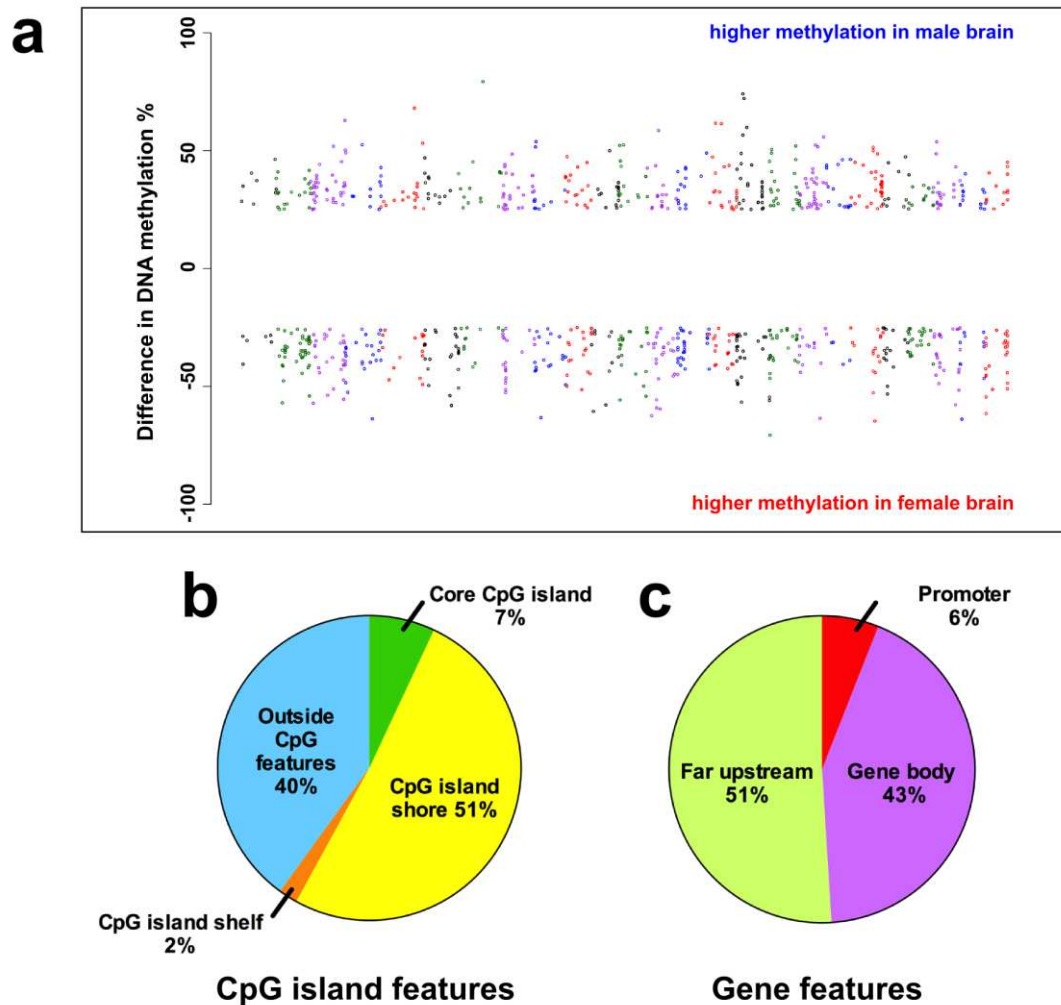 a
100
50
0
-50
-100
Difference in DNA methylation %
higher methylation in male brain
higher methylation in female brain
b
Core CpG island
7%
Outside
CpG
features
40%
CpG island
shore 51%
CpG island shelf
2%
CpG island features
c
Promoter
6%
Far upstream
51%
Gene body
43%
Gene features